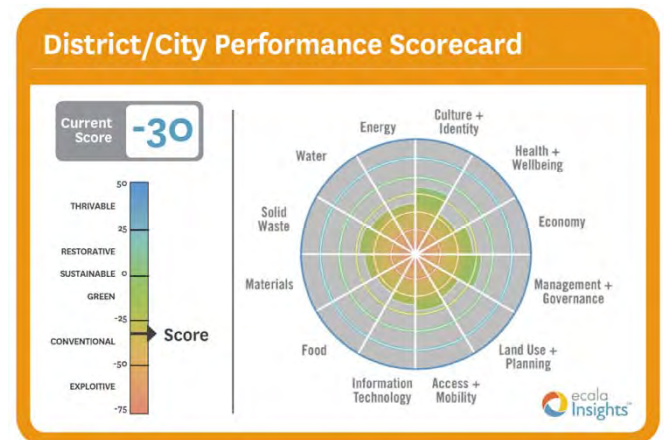 District/City Performance Scorecard
Current
Score
-30
50
THRIVABLE
25
RESTORATIVE
SUSTAINABLE
0
GREEN
-25
Score
CONVENTIONAL
-50
EXPLOITIVE
-75
Culture +
Identity
Health +
Wellbeing
Economy
Management +
Governance
Land Use +
Planning
Access +
Mobility
Information
Technology
Food
Materials
Solid
Waste
Water
Energy
ecala
Insights™